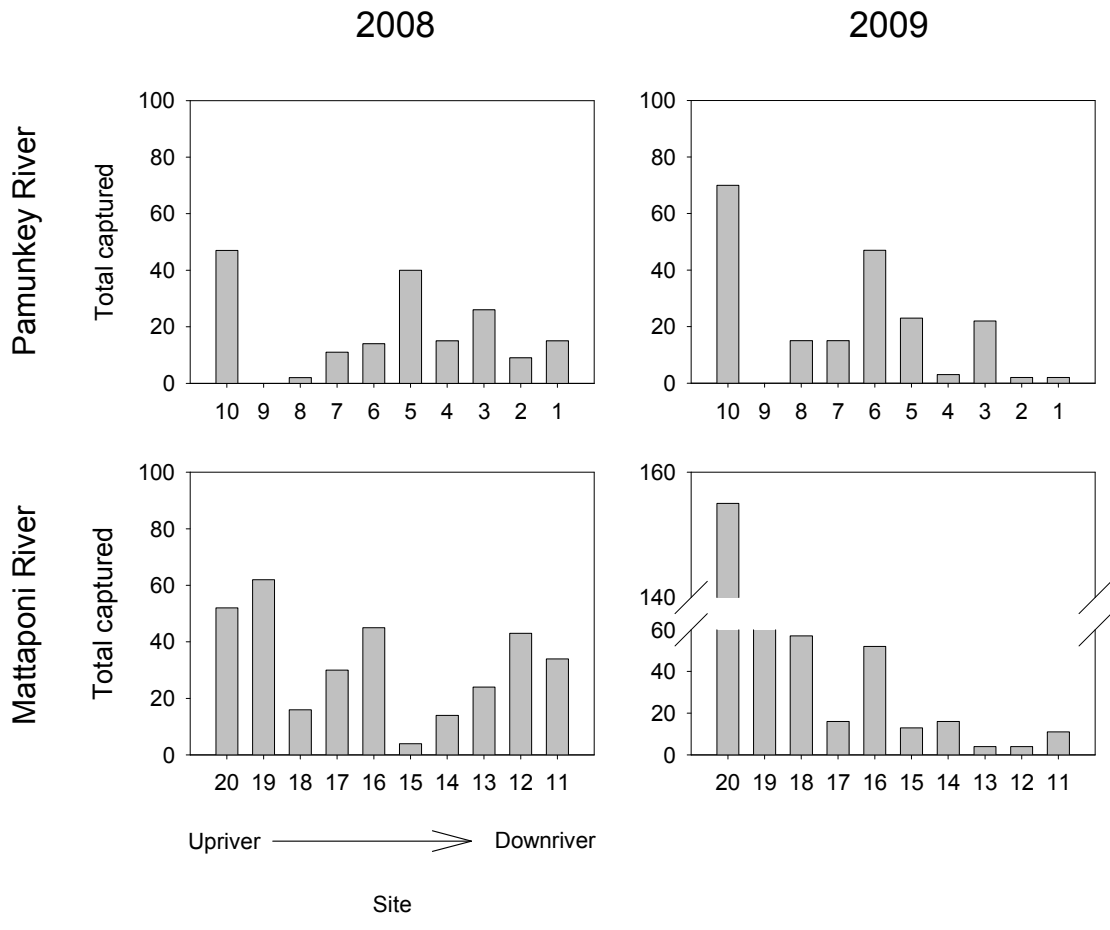 2008 2009
Pamunkey River
Total captured
100 100
80 80
60 60
40 40
20 20
0 0
10 9 8 7 6 5 4 3 2 1 10 9 8 7 6 5 4 3 2 1
Mattaponi River
Total captured
100 160
80
60 140
60
40 40
20 20
0 0
20 19 18 17 16 15 14 13 12 11 20 19 18 17 16 15 14 13 12 11
Upriver Downriver
Site